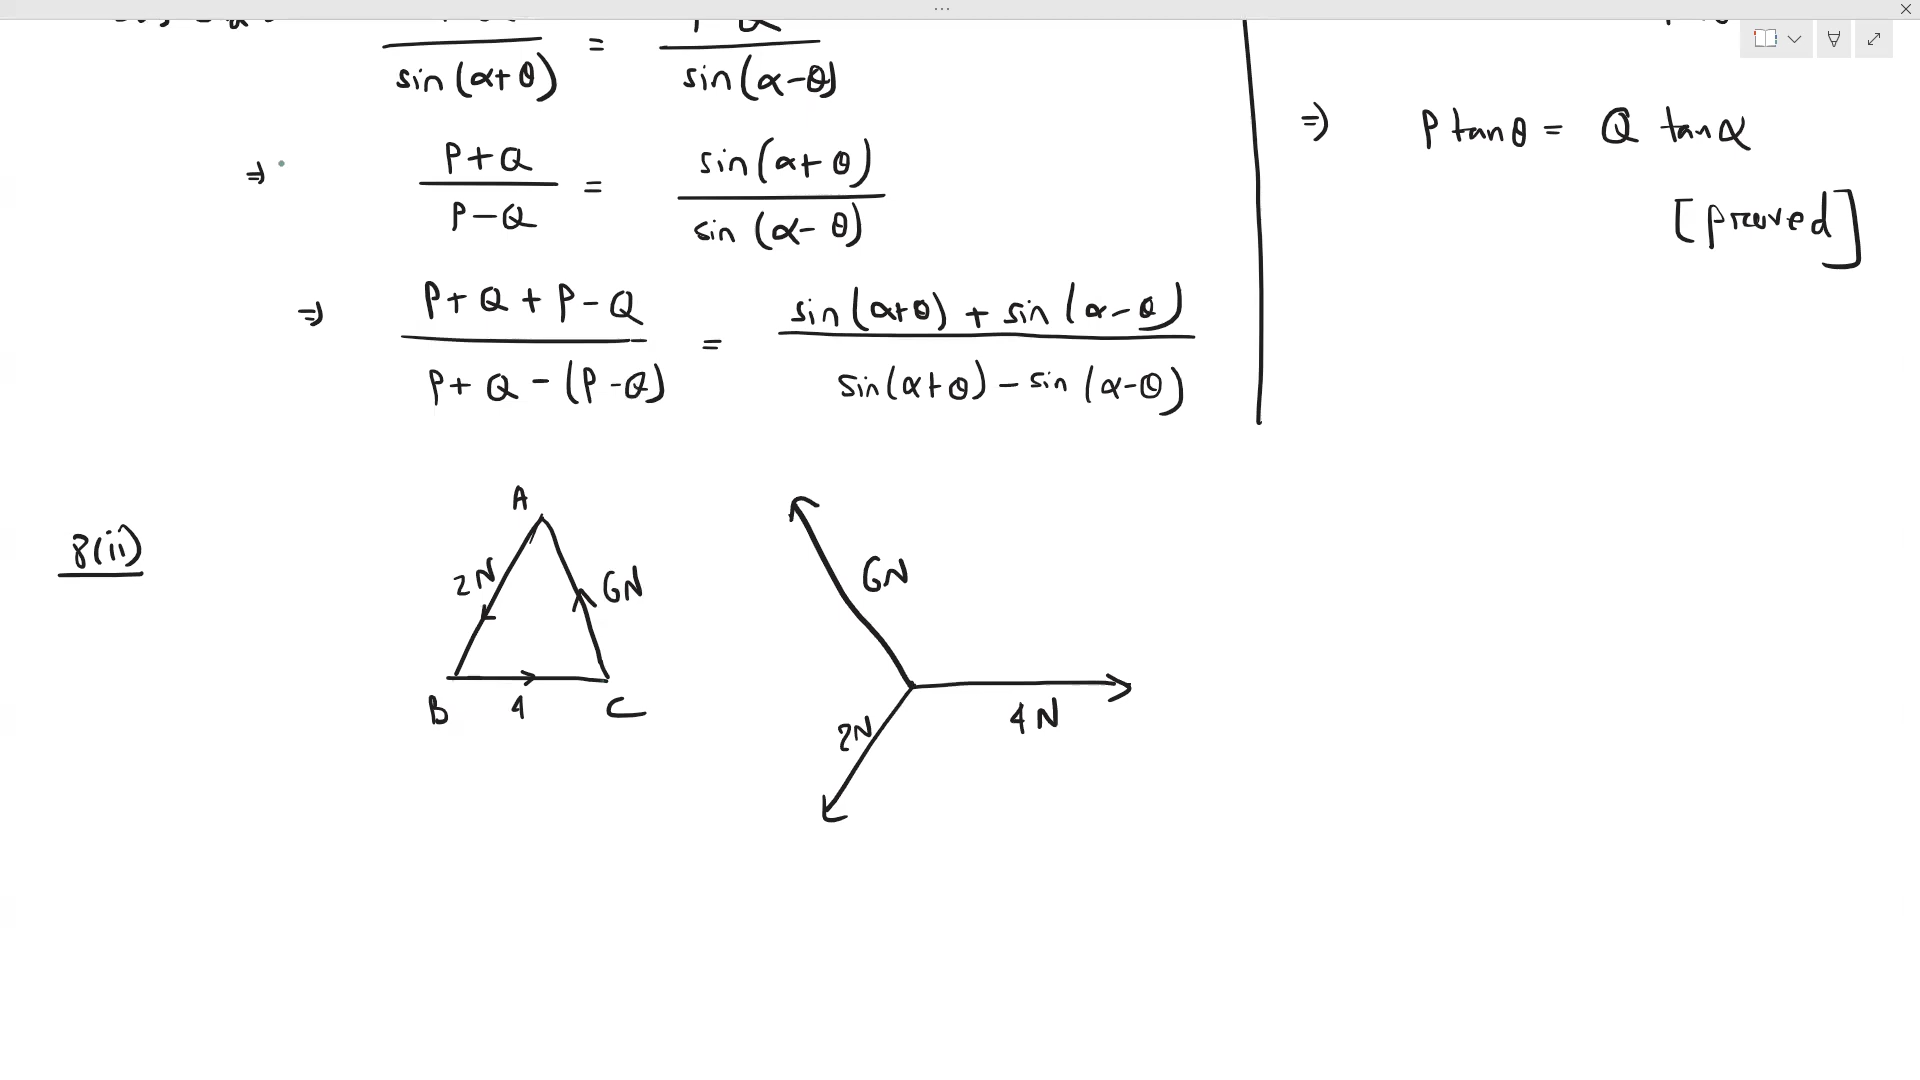 sin (α+θ) = sin(α-θ)
⇒ P+Q / P-Q = sin(α+θ) / sin (α-θ)
⇒ P+Q+P-Q / P+Q-(P-Q) = sin(α+θ) + sin(α-θ) / sin(α+θ) - sin(α-θ)
⇒ P tanθ = Q tanα
[proved]
8(ii)
A
2N
6N
B
4
C
6N
2N
4N